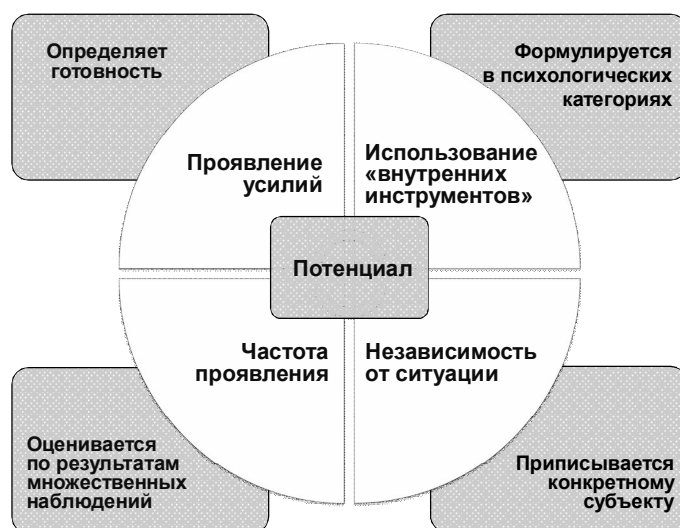 Определяет
готовность
Формулируется
в психологических
категориях
Проявление
усилий
Использование
«внутренних
инструментов»
Потенциал
Частота
проявления
Независимость
от ситуации
Оценивается
по результатам
множественных
наблюдений
Приписывается
конкретному
субъекту